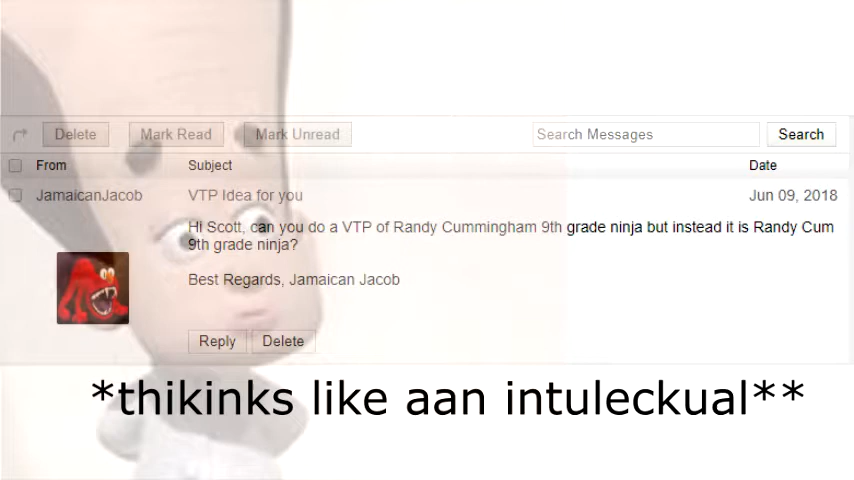 Delete Mark Read Mark Unread Search Messages Search
From Subject Date
JamaicanJacob VTP Idea for you Jun 09, 2018
Hi Scott, can you do a VTP of Randy Cummingham 9th grade ninja but instead it is Randy Cum
9th grade ninja?
Best Regards, Jamaican Jacob
Reply Delete
*thikinks like aan intuleckual**